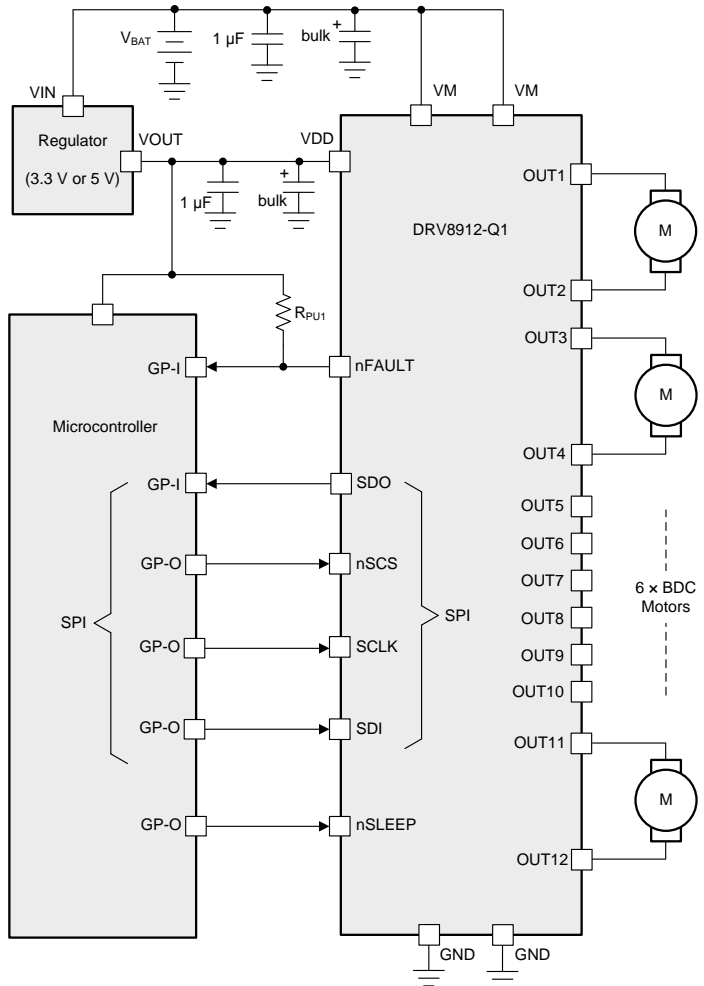 V_BAT
1 µF
bulk
+
VIN
VM
VM
Regulator
(3.3 V or 5 V)
VOUT
VDD
1 µF
+
bulk
DRV8912-Q1
OUT1
M
OUT2
R_PU1
OUT3
GP-I
nFAULT
M
Microcontroller
OUT4
GP-I
SDO
OUT5
OUT6
GP-O
nSCS
OUT7
6 × BDC
Motors
SPI
SPI
OUT8
GP-O
SCLK
OUT9
OUT10
GP-O
SDI
OUT11
M
GP-O
nSLEEP
OUT12
GND
GND